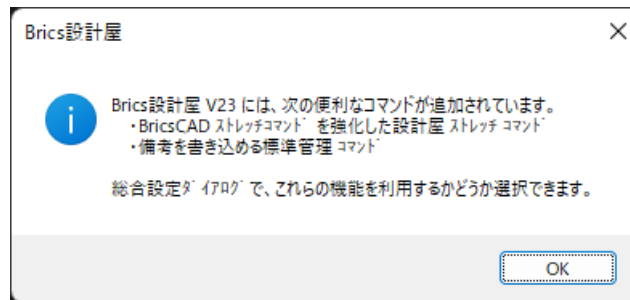 Brics設計屋
Brics設計屋 V23 には、次の便利なコマンドが追加されています。
・BricsCAD ｽﾄﾚｯﾁｺﾏﾝﾄﾞ を強化した設計屋 ｽﾄﾚｯﾁ ｺﾏﾝﾄﾞ
・備考を書き込める標準管理 ｺﾏﾝﾄﾞ
総合設定ﾀﾞｲｱﾛｸﾞで、これらの機能を利用するかどうか選択できます。
OK